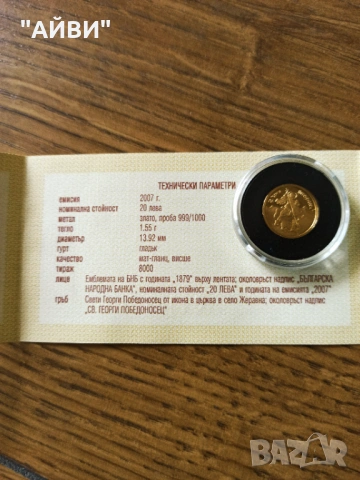 "АЙВИ"
ТЕХНИЧЕСКИ ПАРАМЕТРИ
емисия 2007 г.
номинална стойност 20 лева
метал злато, проба 999/1000
тегло 1.55 г
диаметър 13.92 мм
гурт гладък
качество мат-гланц, висше
тираж 8000
лице Емблемата на БНБ с годината „1879" върху лентата; околовръст надпис „БЪЛГАРСКА
НАРОДНА БАНКА", номиналната стойност „20 ЛЕВА" и годината на емисията „2007"
гръб Свети Георги Победоносец от икона в църква в село Жеравна; околовръст надпис
„СВ. ГЕОРГИ ПОБЕДОНОСЕЦ"
BAZAR